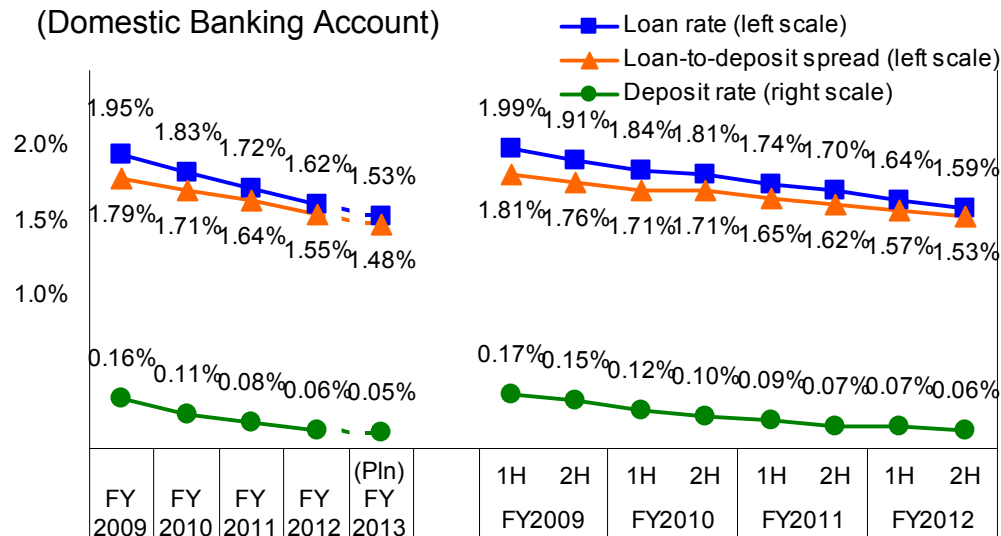 (Domestic Banking Account)
Loan rate (left scale)
Loan-to-deposit spread (left scale)
Deposit rate (right scale)
2.0%
1.5%
1.0%
1.95%
1.83%
1.72%
1.62%
1.53%
1.79%
1.71%
1.64%
1.55%
1.48%
0.16%
0.11%
0.08%
0.06%
0.05%
1.99%
1.91%
1.84%
1.81%
1.74%
1.70%
1.64%
1.59%
1.81%
1.76%
1.71%
1.71%
1.65%
1.62%
1.57%
1.53%
0.17%
0.15%
0.12%
0.10%
0.09%
0.07%
0.07%
0.06%
FY
2009
FY
2010
FY
2011
FY
2012
(Pln)
FY
2013
1H 2H
FY2009
1H 2H
FY2010
1H 2H
FY2011
1H 2H
FY2012